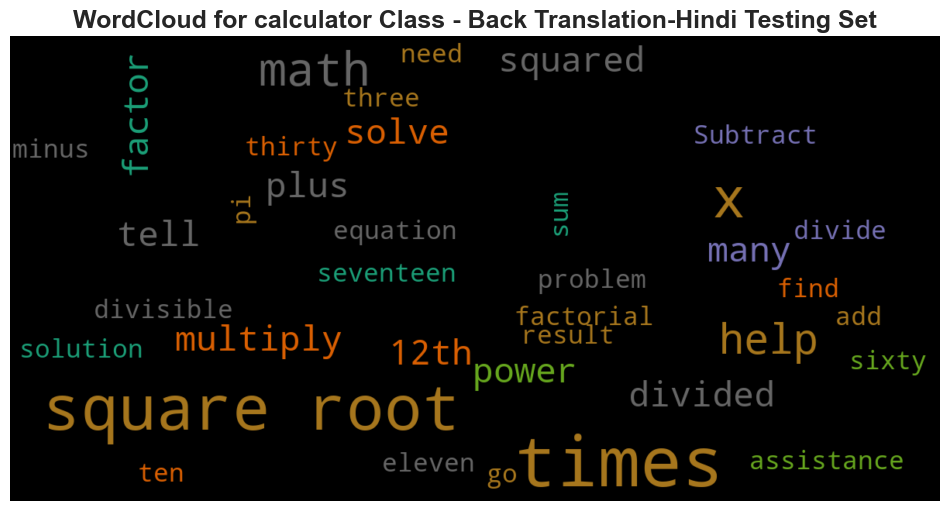 WordCloud for calculator Class - Back Translation-Hindi Testing Set
need
math
squared
factor
three
solve
Subtract
minus
thirty
plus
x
pi
sum
tell
equation
divide
many
seventeen
problem
find
divisible
factorial
add
result
help
solution
multiply
12th
sixty
power
divided
square root
times
eleven
assistance
ten
go